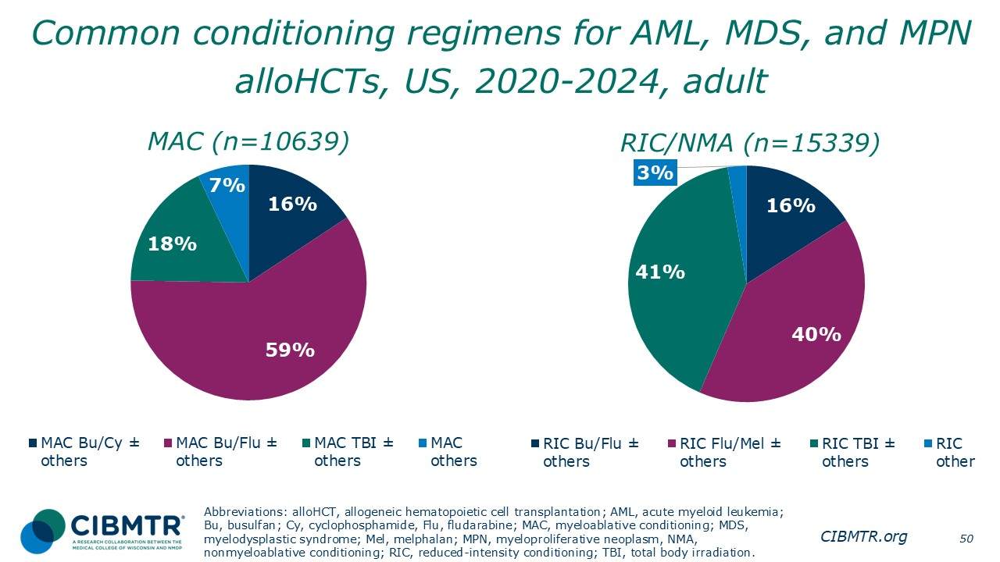 Common conditioning regimens for AML, MDS, and MPN
alloHCTs, US, 2020-2024, adult
MAC (n=10639)
7%
16%
18%
59%
MAC Bu/Cy ±
others
MAC Bu/Flu ±
others
MAC TBI ±
others
MAC
others
RIC/NMA (n=15339)
3%
16%
41%
40%
RIC Bu/Flu ±
others
RIC Flu/Mel ±
others
RIC TBI ±
others
RIC
other
CIBMTR®
A RESEARCH COLLABORATION BETWEEN THE
MEDICAL COLLEGE OF WISCONSIN AND NMDP
Abbreviations: alloHCT, allogeneic hematopoietic cell transplantation; AML, acute myeloid leukemia;
Bu, busulfan; Cy, cyclophosphamide, Flu, fludarabine; MAC, myeloablative conditioning; MDS,
myelodysplastic syndrome; Mel, melphalan; MPN, myeloproliferative neoplasm, NMA,
nonmyeloablative conditioning; RIC, reduced-intensity conditioning; TBI, total body irradiation.
CIBMTR.org
50